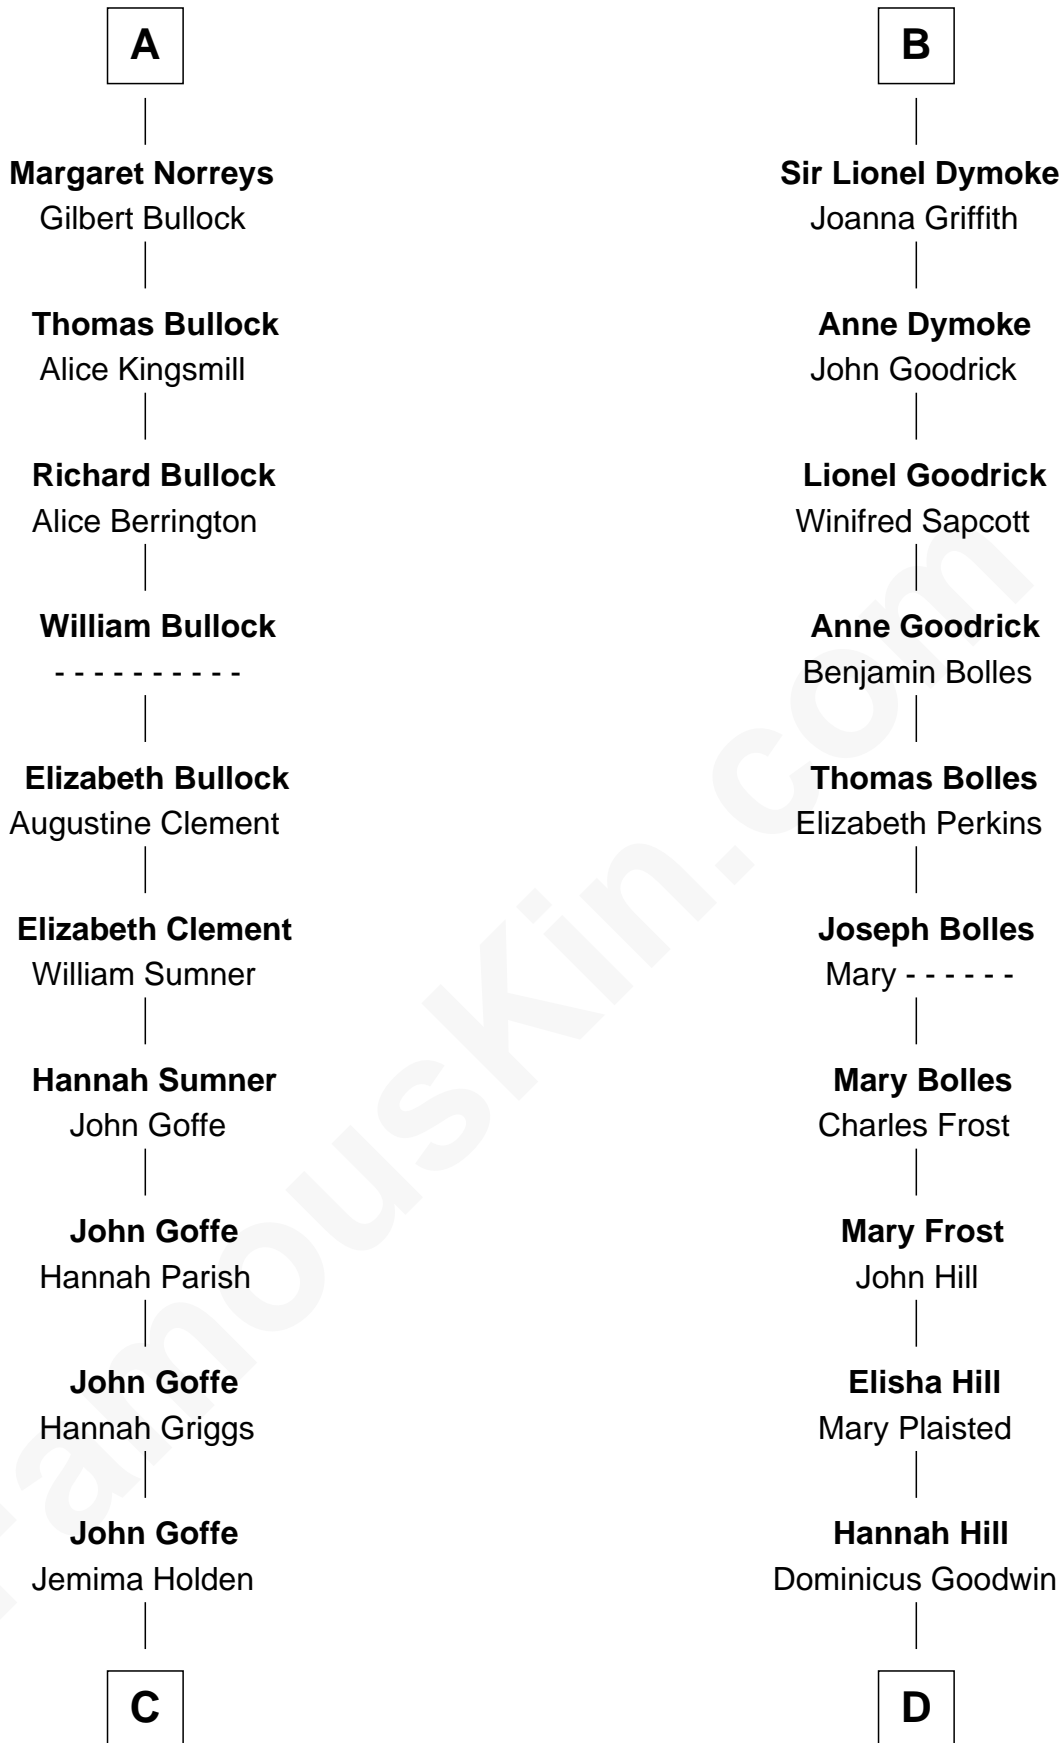 A
Margaret Norreys
Gilbert Bullock
Thomas Bullock
Alice Kingsmill
Richard Bullock
Alice Berrington
William Bullock
- - - - - - - - - -
Elizabeth Bullock
Augustine Clement
Elizabeth Clement
William Sumner
Hannah Sumner
John Goffe
John Goffe
Hannah Parish
John Goffe
Hannah Griggs
John Goffe
Jemima Holden
C
B
Sir Lionel Dymoke
Joanna Griffith
Anne Dymoke
John Goodrick
Lionel Goodrick
Winifred Sapcott
Anne Goodrick
Benjamin Bolles
Thomas Bolles
Elizabeth Perkins
Joseph Bolles
Mary - - - - - -
Mary Bolles
Charles Frost
Mary Frost
John Hill
Elisha Hill
Mary Plaisted
Hannah Hill
Dominicus Goodwin
D
FamousKin.com